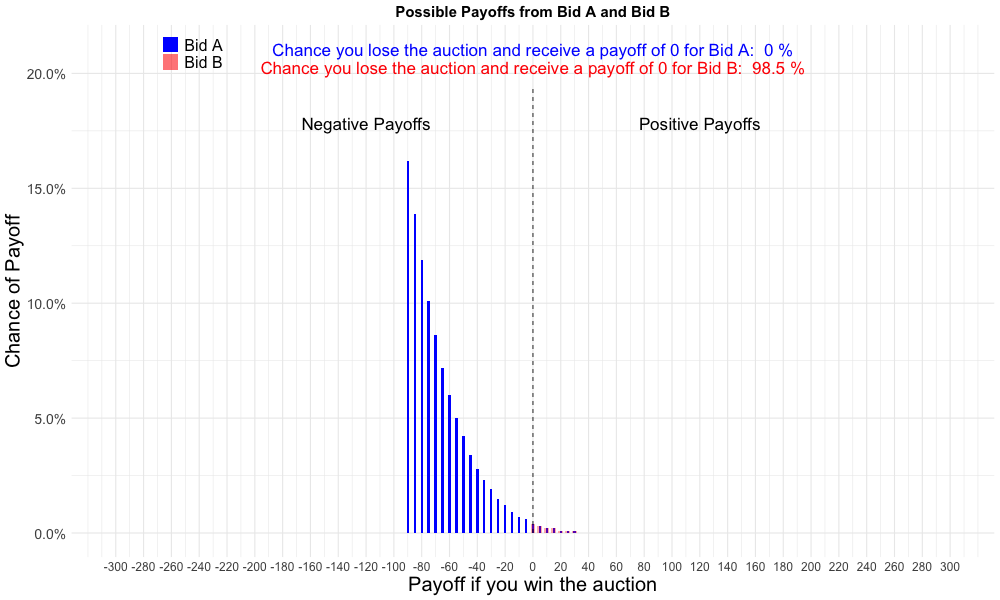 Possible Payoffs from Bid A and Bid B
Bid A
Bid B
Chance you lose the auction and receive a payoff of 0 for Bid A:  0 %
Chance you lose the auction and receive a payoff of 0 for Bid B:  98.5 %
Negative Payoffs
Positive Payoffs
Chance of Payoff
20.0%
15.0%
10.0%
5.0%
0.0%
-300 -280 -260 -240 -220 -200 -180 -160 -140 -120 -100 -80 -60 -40 -20 0 20 40 60 80 100 120 140 160 180 200 220 240 260 280 300
Payoff if you win the auction